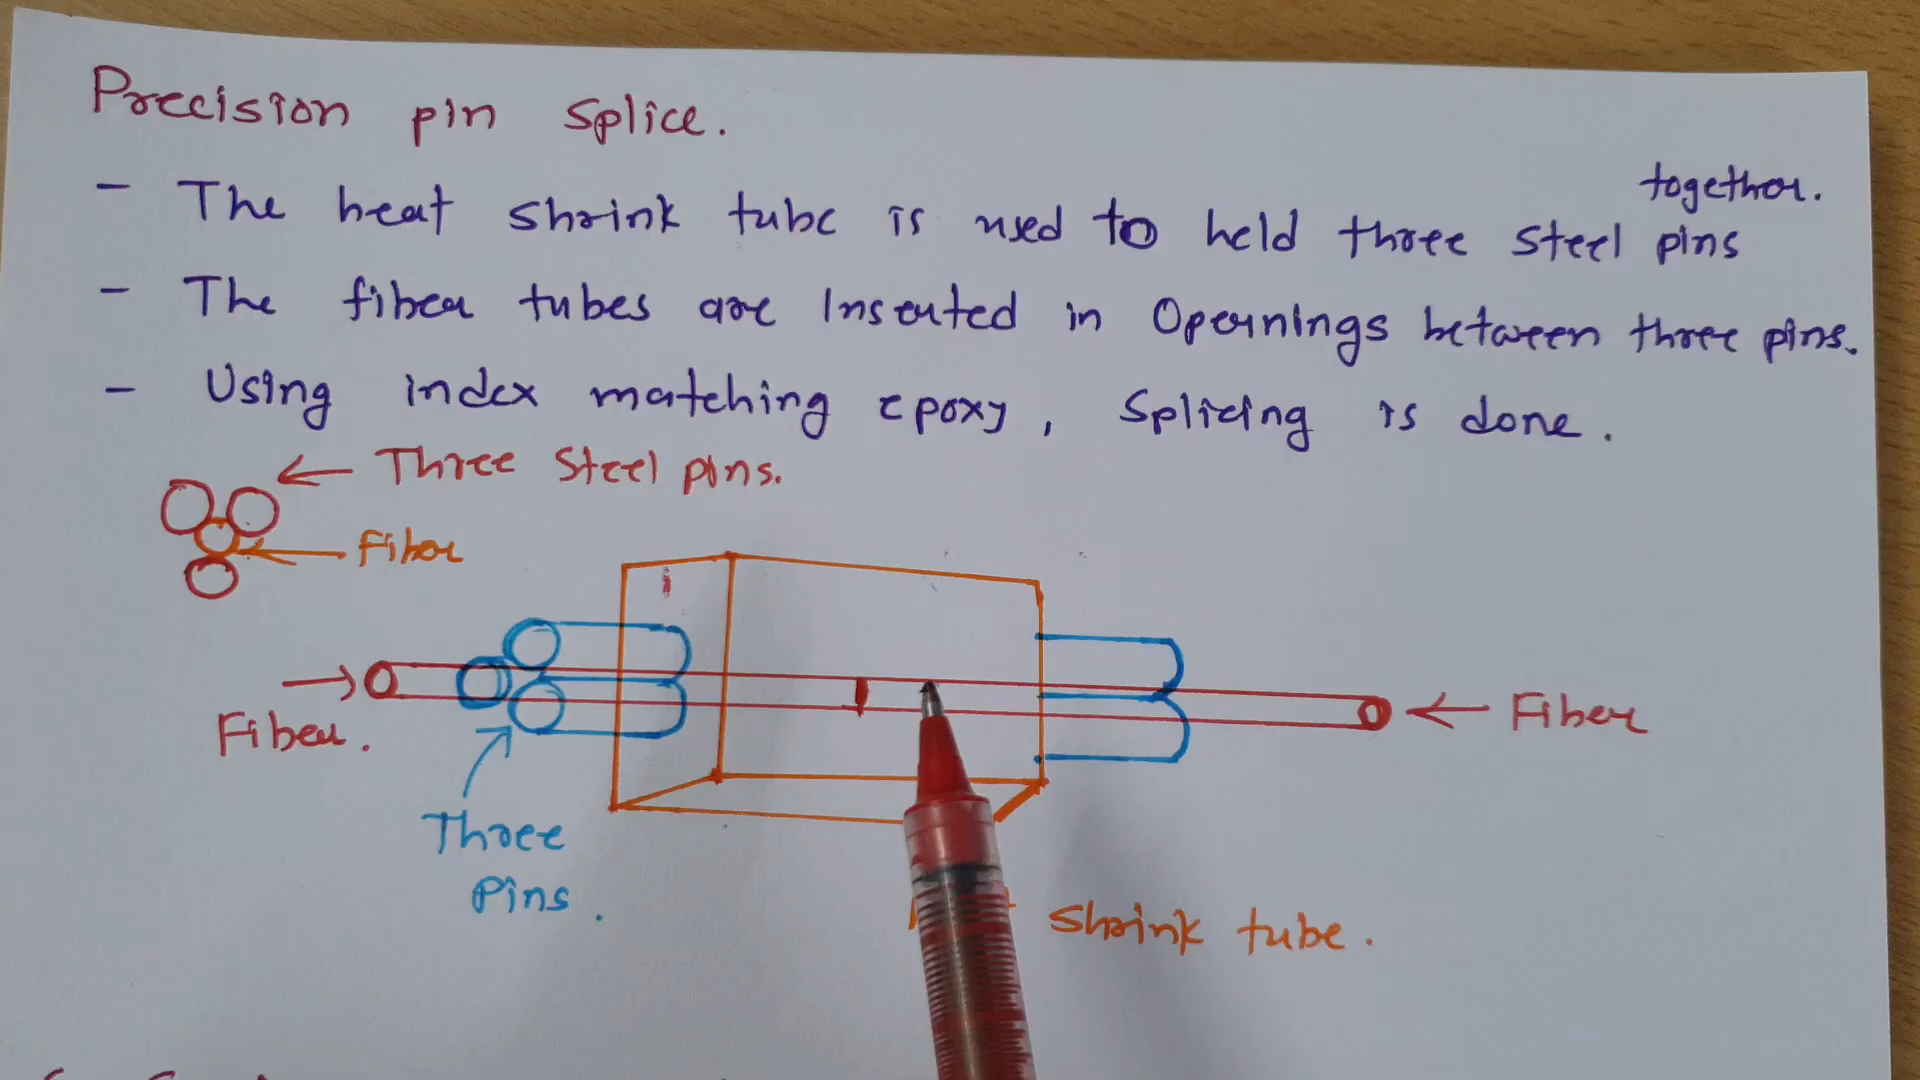 Precision pin Splice.
- The heat shrink tube is used to held three steel pins together.
- The fiber tubes are Inserted in Openings between three pins.
- Using index matching epoxy, Splicing is done.
← Three Steel pins.
← Fiber
→ Fiber.
← Fiber
Three
Pins.
Shrink tube.